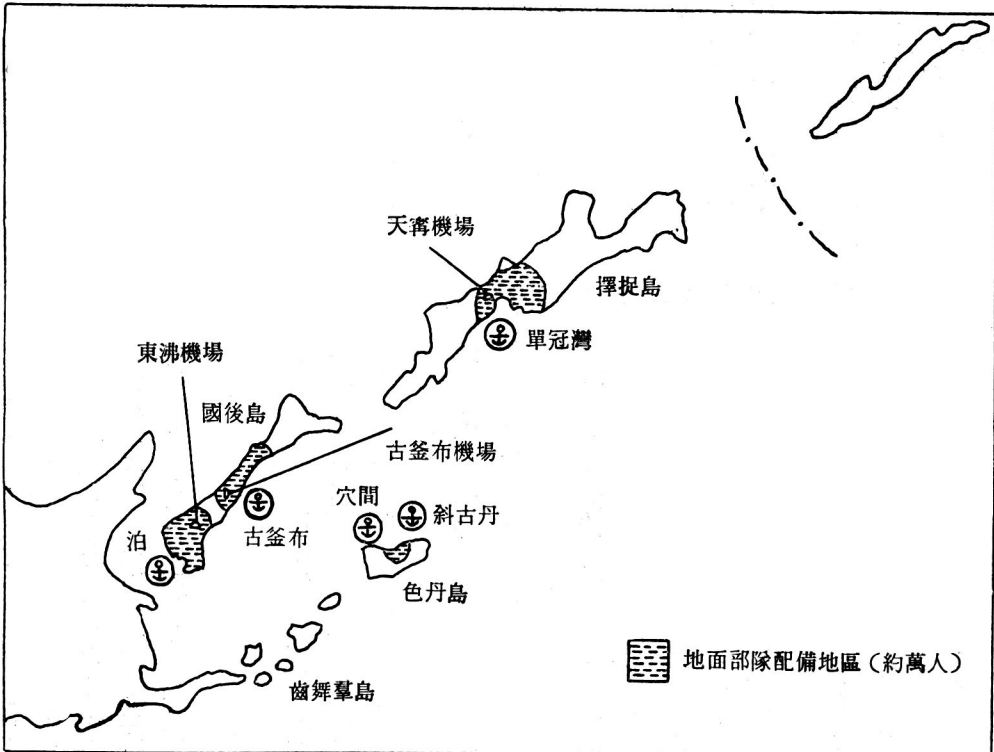 天寗機場
擇捉島
單冠灣
東沸機場
國後島
古釜布機場
穴間
斜古丹
泊
古釜布
色丹島
齒舞羣島
地面部隊配備地區（約萬人）